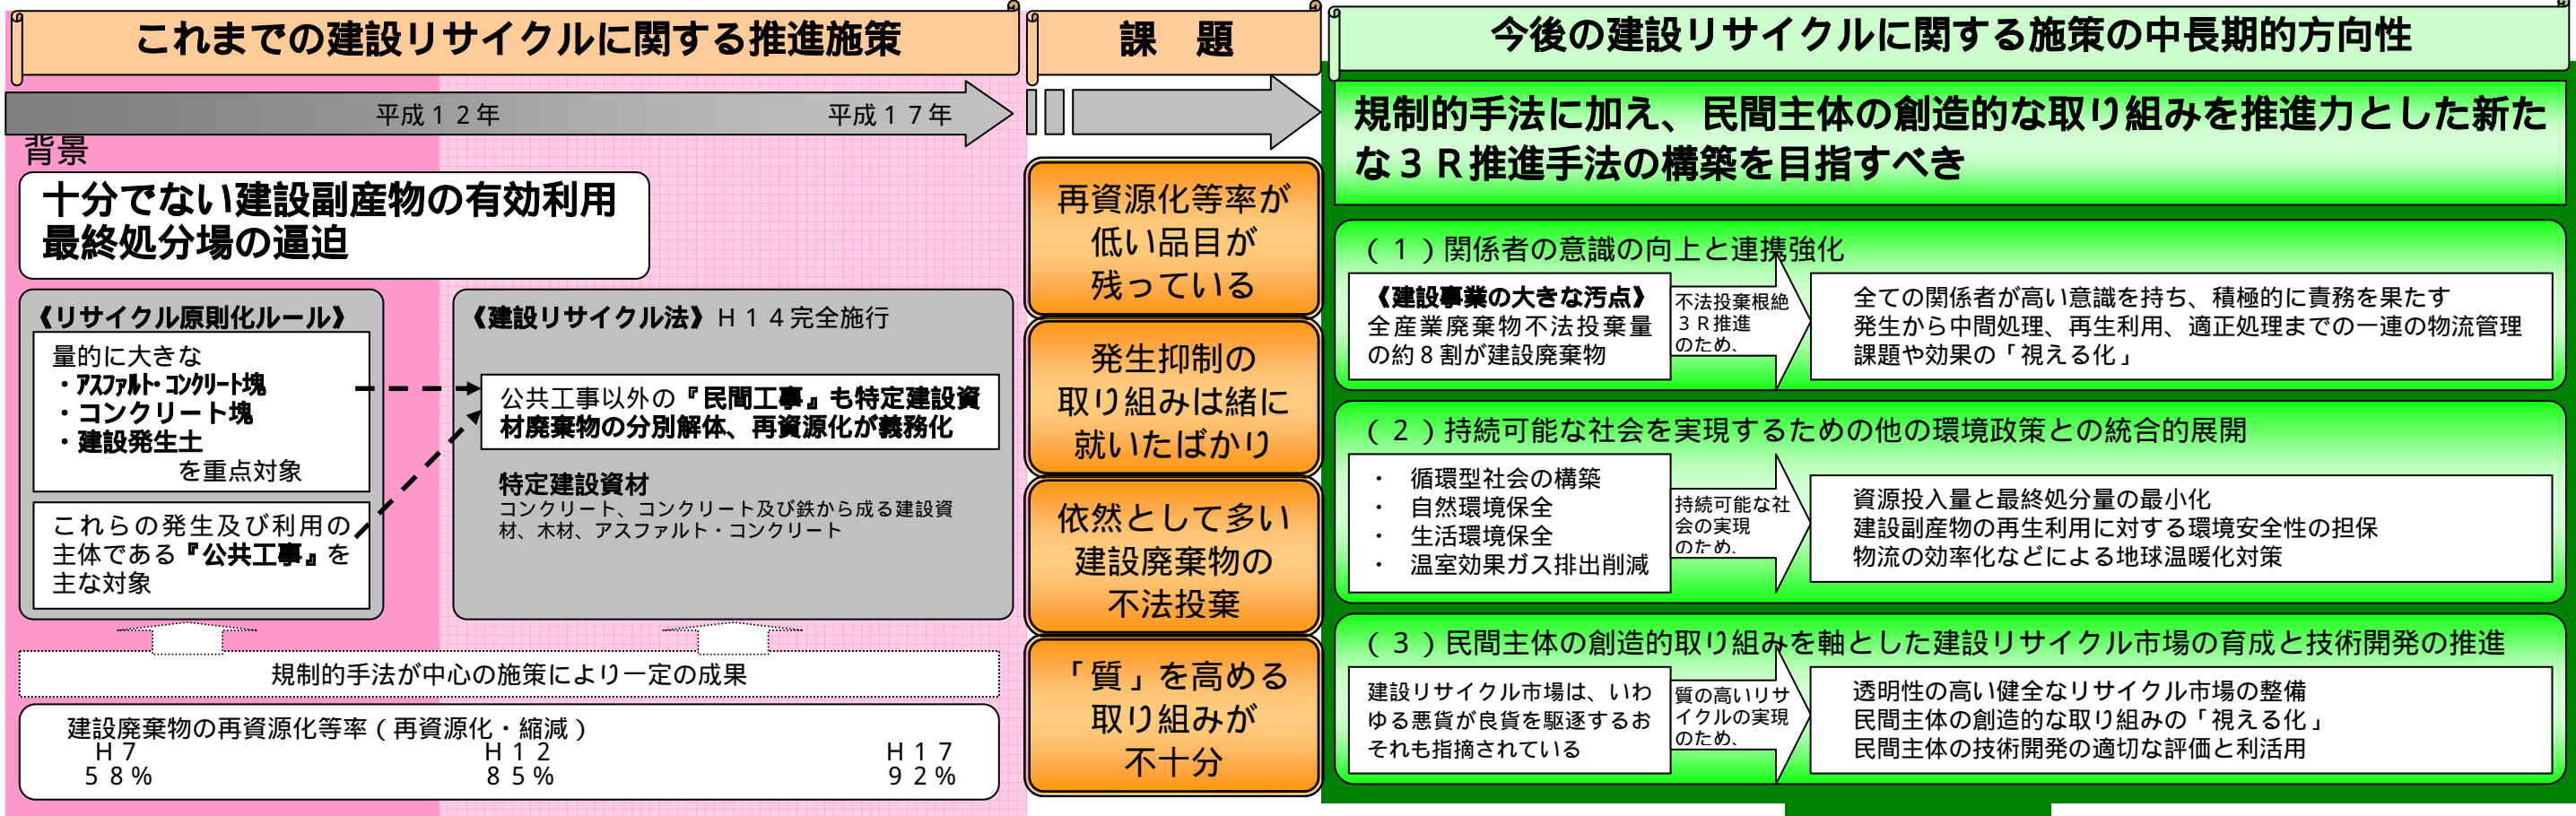 これまでの建設リサイクルに関する推進施策
平成１２年
平成１７年
背景
十分でない建設副産物の有効利用
最終処分場の逼迫
《リサイクル原則化ルール》
量的に大きな
・アスファルト・コンクリート塊
・コンクリート塊
・建設発生土
を重点対象
これらの発生及び利用の
主体である『公共工事』を
主な対象
《建設リサイクル法》Ｈ１４完全施行
公共工事以外の『民間工事』も特定建設資
材廃棄物の分別解体、再資源化が義務化
特定建設資材
コンクリート、コンクリート及び鉄から成る建設資
材、木材、アスファルト・コンクリート
規制的手法が中心の施策により一定の成果
建設廃棄物の再資源化等率（再資源化・縮減）
Ｈ７ Ｈ１２ Ｈ１７
５８％ ８５％ ９２％
課　題
再資源化等率が
低い品目が
残っている
発生抑制の
取り組みは緒に
就いたばかり
依然として多い
建設廃棄物の
不法投棄
「質」を高める
取り組みが
不十分
今後の建設リサイクルに関する施策の中長期的方向性
規制的手法に加え、民間主体の創造的な取り組みを推進力とした新た
な３Ｒ推進手法の構築を目指すべき
（１）関係者の意識の向上と連携強化
《建設事業の大きな汚点》
全産業廃棄物不法投棄量
の約８割が建設廃棄物
不法投棄根絶
３Ｒ推進
のため、
全ての関係者が高い意識を持ち、積極的に責務を果たす
発生から中間処理、再生利用、適正処理までの一連の物流管理
課題や効果の「視える化」
（２）持続可能な社会を実現するための他の環境政策との統合的展開
・　循環型社会の構築
・　自然環境保全
・　生活環境保全
・　温室効果ガス排出削減
持続可能な社
会の実現
のため、
資源投入量と最終処分量の最小化
建設副産物の再生利用に対する環境安全性の担保
物流の効率化などによる地球温暖化対策
（３）民間主体の創造的取り組みを軸とした建設リサイクル市場の育成と技術開発の推進
建設リサイクル市場は、いわ
ゆる悪貨が良貨を駆逐するお
それも指摘されている
質の高いリサ
イクルの実現
のため、
透明性の高い健全なリサイクル市場の整備
民間主体の創造的な取り組みの「視える化」
民間主体の技術開発の適切な評価と利活用